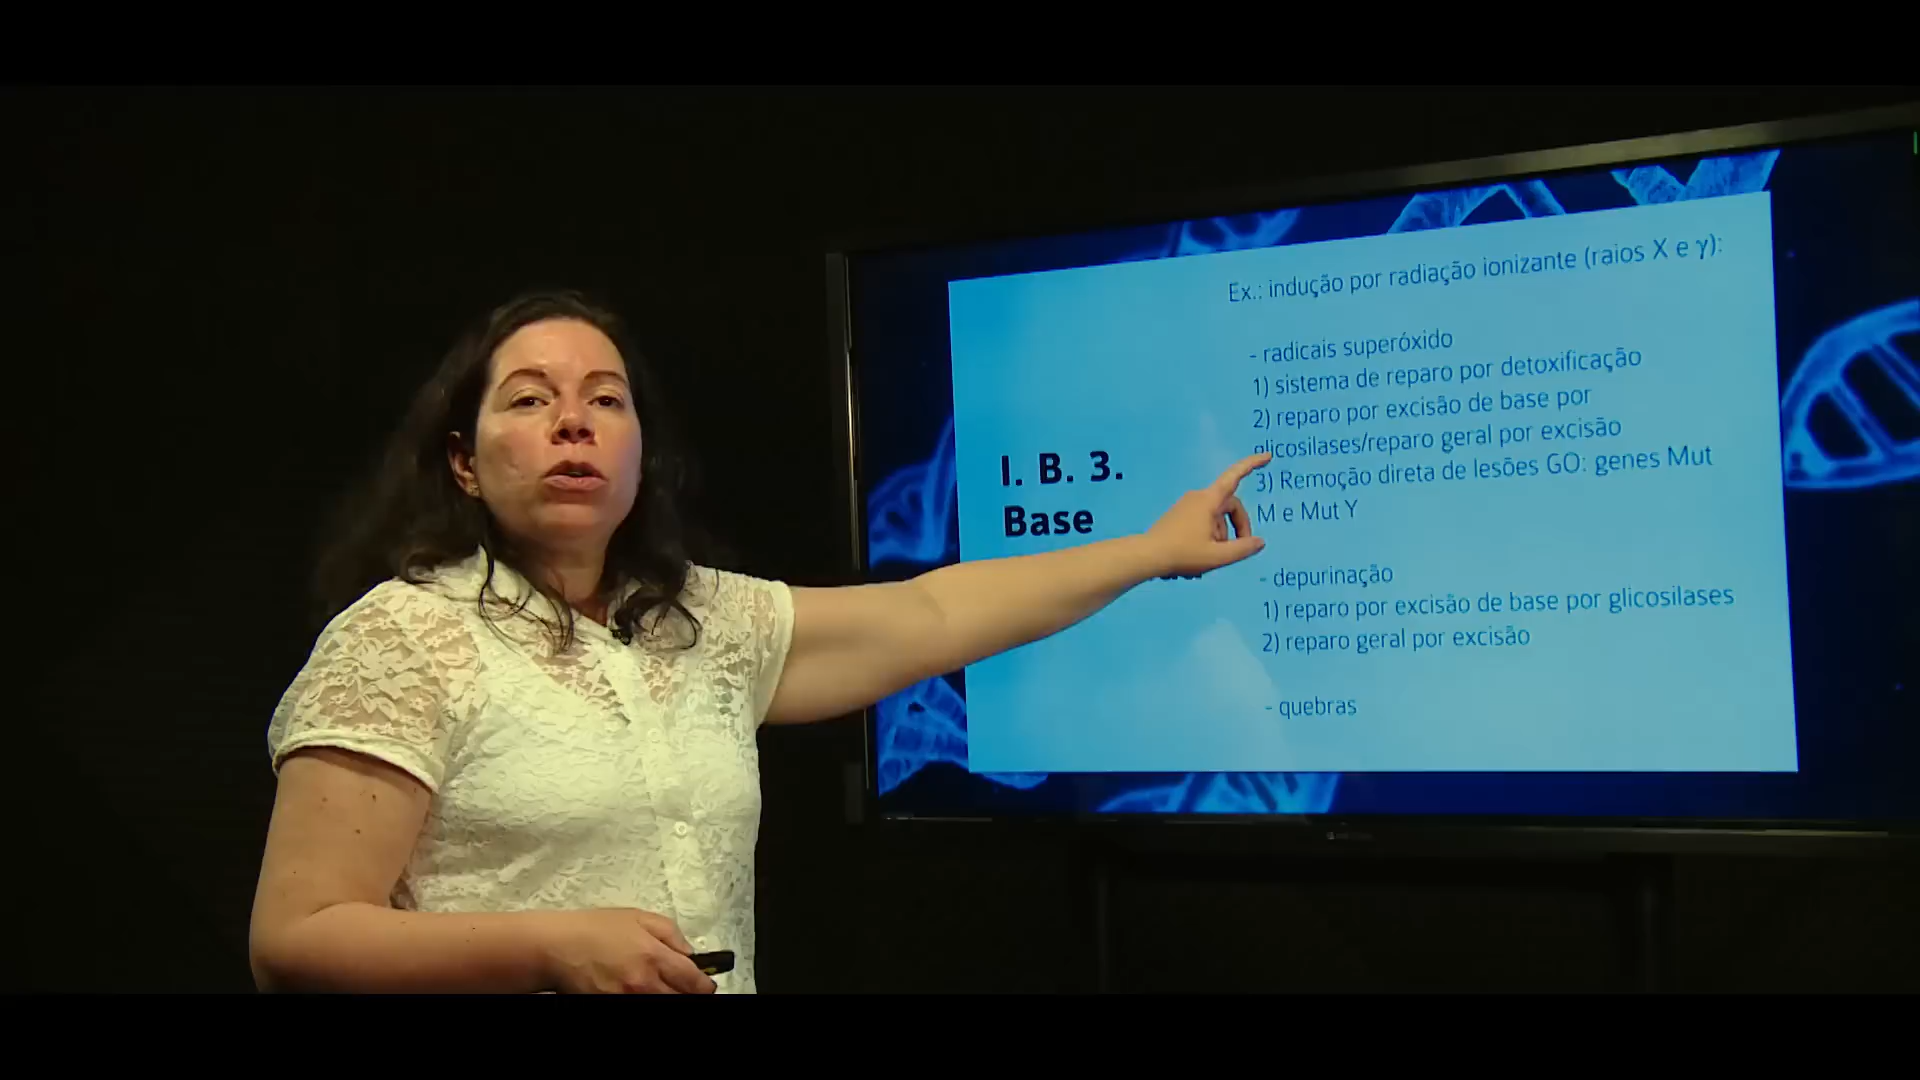 I. B. 3.
Base
Ex.: indução por radiação ionizante (raios X e γ):
- radicais superóxido
1) sistema de reparo por detoxificação
2) reparo por excisão de base por
glicosilases/reparo geral por excisão
3) Remoção direta de lesões GO: genes Mut
M e Mut Y
- depurinação
1) reparo por excisão de base por glicosilases
2) reparo geral por excisão
- quebras